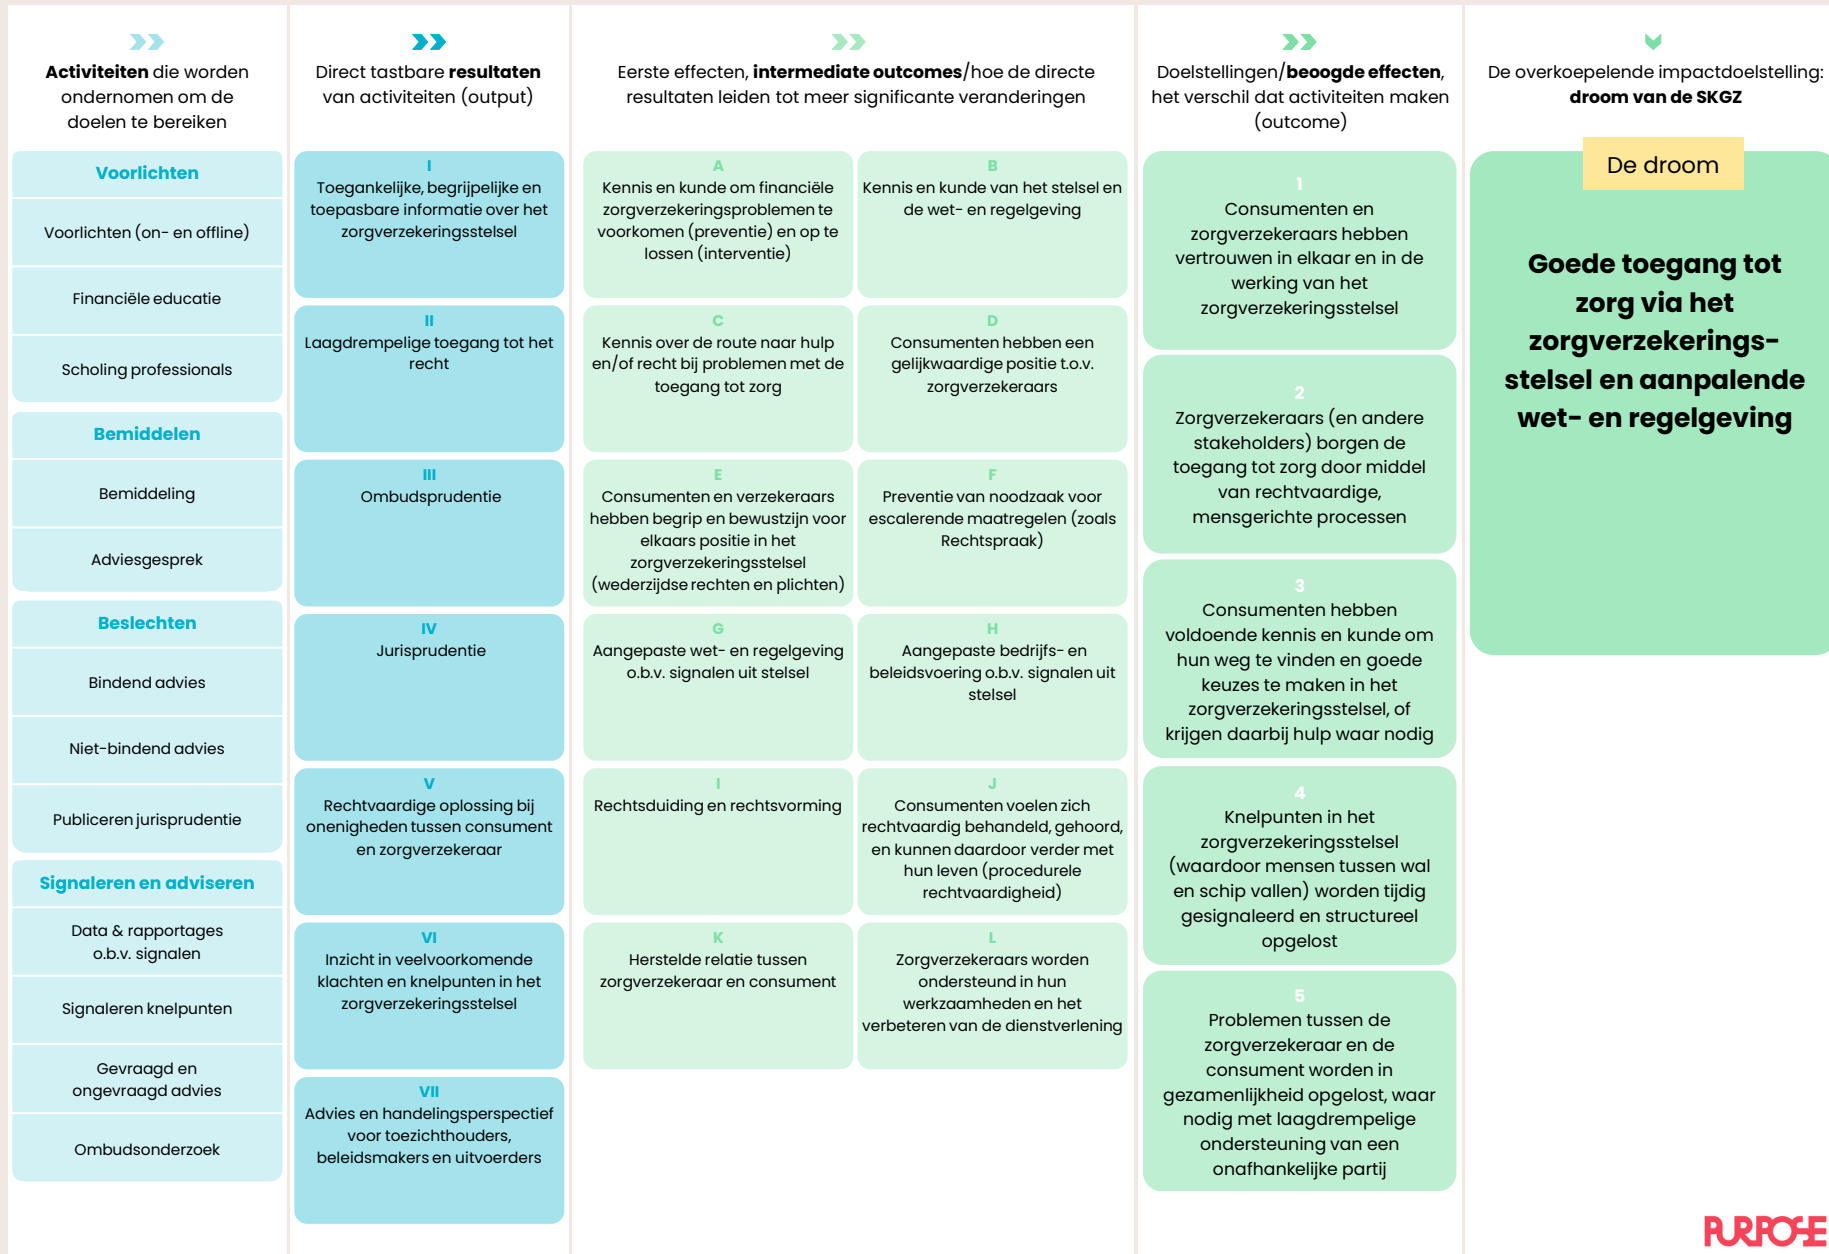 Activiteiten die worden
ondernomen om de
doelen te bereiken
Voorlichten
Voorlichten (on- en offline)
Financiële educatie
Scholing professionals
Bemiddelen
Bemiddeling
Adviesgesprek
Beslechten
Bindend advies
Niet-bindend advies
Publiceren jurisprudentie
Signaleren en adviseren
Data & rapportages
o.b.v. signalen
Signaleren knelpunten
Gevraagd en
ongevraagd advies
Ombudsonderzoek
Direct tastbare resultaten
van activiteiten (output)
I
Toegankelijke, begrijpelijke en
toepasbare informatie over het
zorgverzekeringsstelsel
II
Laagdrempelige toegang tot het
recht
III
Ombudsprudentie
IV
Jurisprudentie
V
Rechtvaardige oplossing bij
onenigheden tussen consument
en zorgverzekeraar
VI
Inzicht in veelvoorkomende
klachten en knelpunten in het
zorgverzekeringsstelsel
VII
Advies en handelingsperspectief
voor toezichthouders,
beleidsmakers en uitvoerders
Eerste effecten, intermediate outcomes/hoe de directe
resultaten leiden tot meer significante veranderingen
A
Kennis en kunde om financiële
zorgverzekeringsproblemen te
voorkomen (preventie) en op te
lossen (interventie)
B
Kennis en kunde van het stelsel en
de wet- en regelgeving
C
Kennis over de route naar hulp
en/of recht bij problemen met de
toegang tot zorg
D
Consumenten hebben een
gelijkwaardige positie t.o.v.
zorgverzekeraars
E
Consumenten en verzekeraars
hebben begrip en bewustzijn voor
elkaars positie in het
zorgverzekeringsstelsel
(wederzijdse rechten en plichten)
F
Preventie van noodzaak voor
escalerende maatregelen (zoals
Rechtspraak)
G
Aangepaste wet- en regelgeving
o.b.v. signalen uit stelsel
H
Aangepaste bedrijfs- en
beleidsvoering o.b.v. signalen uit
stelsel
I
Rechtsduiding en rechtsvorming
J
Consumenten voelen zich
rechtvaardig behandeld, gehoord,
en kunnen daardoor verder met
hun leven (procedurele
rechtvaardigheid)
K
Herstelde relatie tussen
zorgverzekeraar en consument
L
Zorgverzekeraars worden
ondersteund in hun
werkzaamheden en het
verbeteren van de dienstverlening
Doelstellingen/beoogde effecten,
het verschil dat activiteiten maken
(outcome)
1
Consumenten en
zorgverzekeraars hebben
vertrouwen in elkaar en in de
werking van het
zorgverzekeringsstelsel
2
Zorgverzekeraars (en andere
stakeholders) borgen de
toegang tot zorg door middel
van rechtvaardige,
mensgerichte processen
3
Consumenten hebben
voldoende kennis en kunde om
hun weg te vinden en goede
keuzes te maken in het
zorgverzekeringsstelsel, of
krijgen daarbij hulp waar nodig
4
Knelpunten in het
zorgverzekeringsstelsel
(waardoor mensen tussen wal
en schip vallen) worden tijdig
gesignaleerd en structureel
opgelost
5
Problemen tussen de
zorgverzekeraar en de
consument worden in
gezamenlijkheid opgelost, waar
nodig met laagdrempelige
ondersteuning van een
onafhankelijke partij
De overkoepelende impactdoelstelling:
droom van de SKGZ
De droom
Goede toegang tot
zorg via het
zorgverzekerings-
stelsel en aanpalende
wet- en regelgeving
PURPOSE